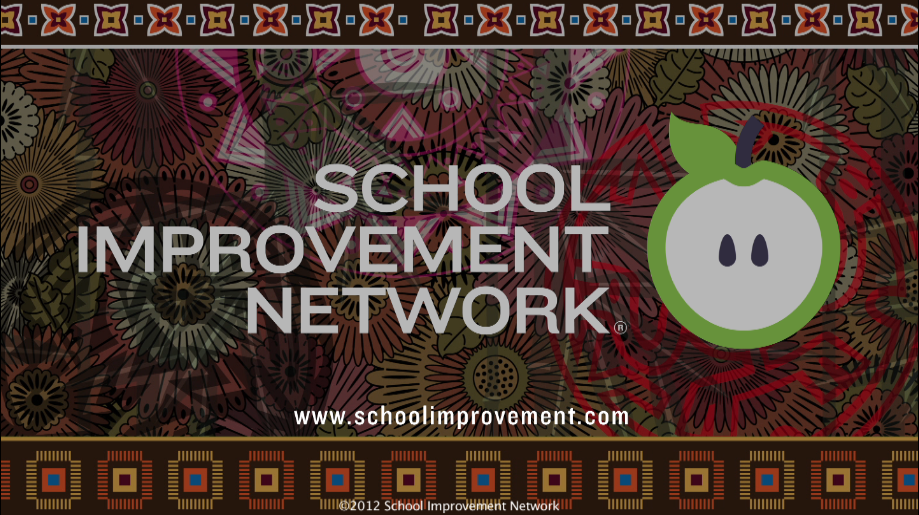 SCHOOL
IMPROVEMENT
NETWORK®
www.schoolimprovement.com
©2012 School Improvement Network